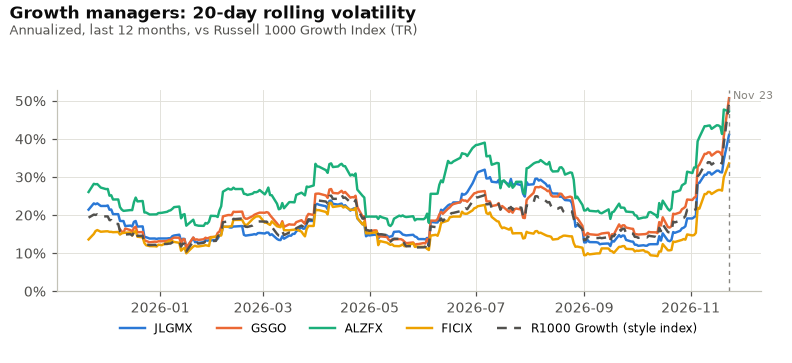 Growth managers: 20-day rolling volatility
Annualized, last 12 months, vs Russell 1000 Growth Index (TR)
Nov 23
50%
40%
30%
20%
10%
0%
2026-01 2026-03 2026-05 2026-07 2026-09 2026-11
JLGMX GSGO ALZFX FICIX R1000 Growth (style index)